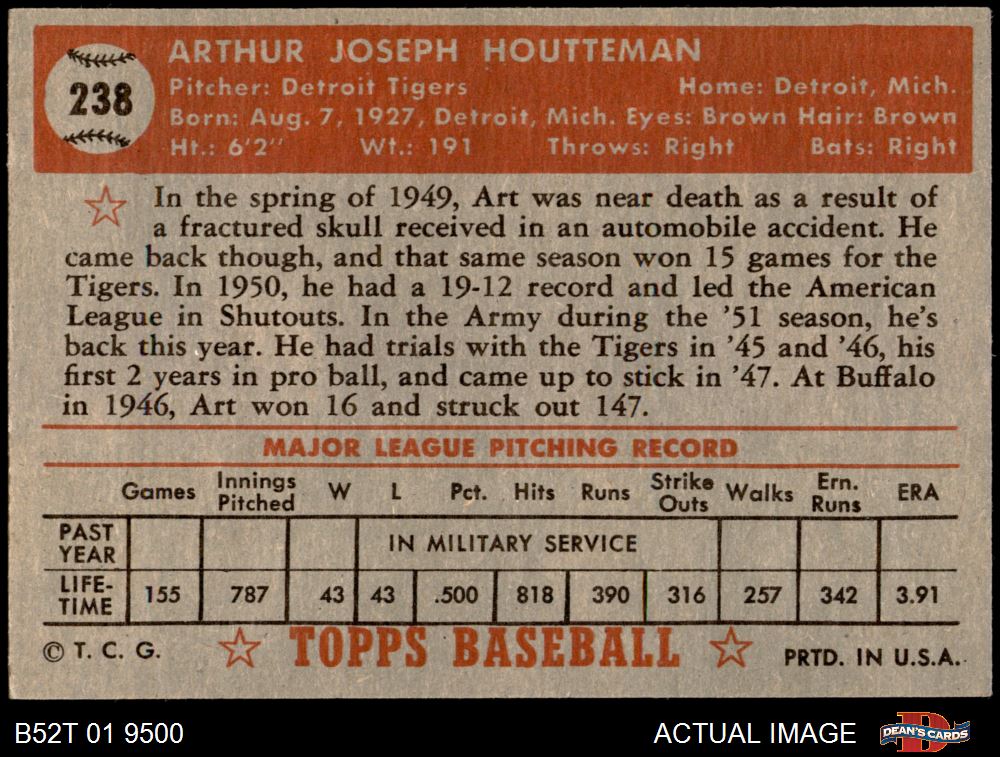 238
ARTHUR JOSEPH HOUTTEMAN
Pitcher: Detroit Tigers Home: Detroit, Mich.
Born: Aug. 7, 1927, Detroit, Mich. Eyes: Brown Hair: Brown
Ht.: 6'2" Wt.: 191 Throws: Right Bats: Right
In the spring of 1949, Art was near death as a result of
a fractured skull received in an automobile accident. He
came back though, and that same season won 15 games for the
Tigers. In 1950, he had a 19-12 record and led the American
League in Shutouts. In the Army during the '51 season, he's
back this year. He had trials with the Tigers in '45 and '46, his
first 2 years in pro ball, and came up to stick in '47. At Buffalo
in 1946, Art won 16 and struck out 147.
MAJOR LEAGUE PITCHING RECORD
Games Innings Pitched W L Pct. Hits Runs Strike Outs Walks Ern. Runs ERA
PAST YEAR IN MILITARY SERVICE
LIFE-TIME 155 787 43 43 .500 818 390 316 257 342 3.91
© T. C. G. TOPPS BASEBALL PRTD. IN U.S.A.
B52T 01 9500 ACTUAL IMAGE D DEAN'S CARDS